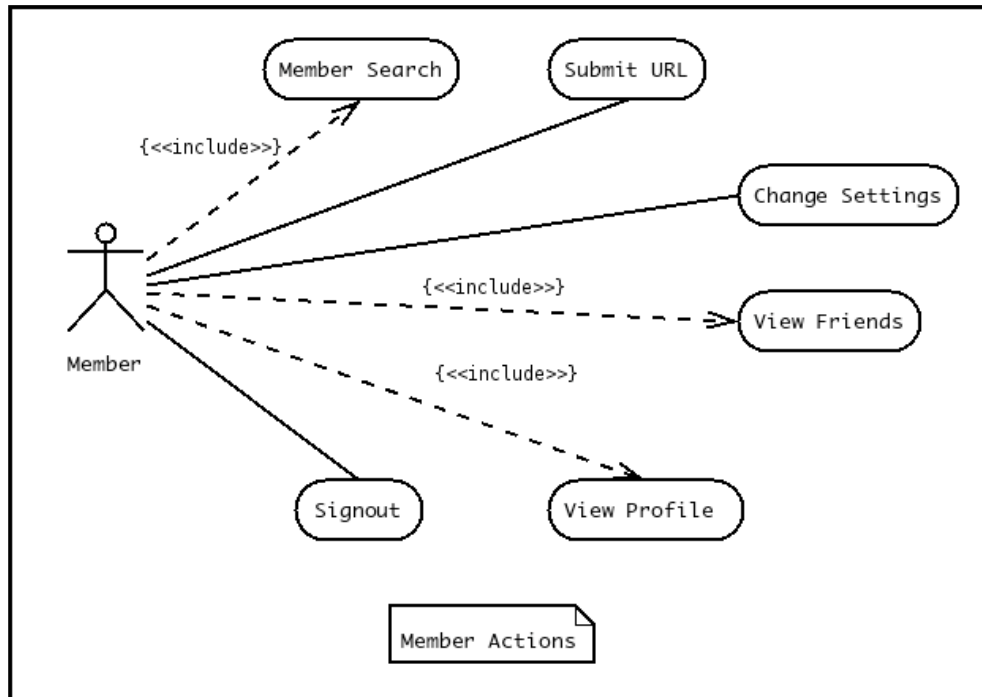 Member Search
Submit URL
{<<include>>}
Change Settings
{<<include>>}
View Friends
Member
{<<include>>}
Signout
View Profile
Member Actions